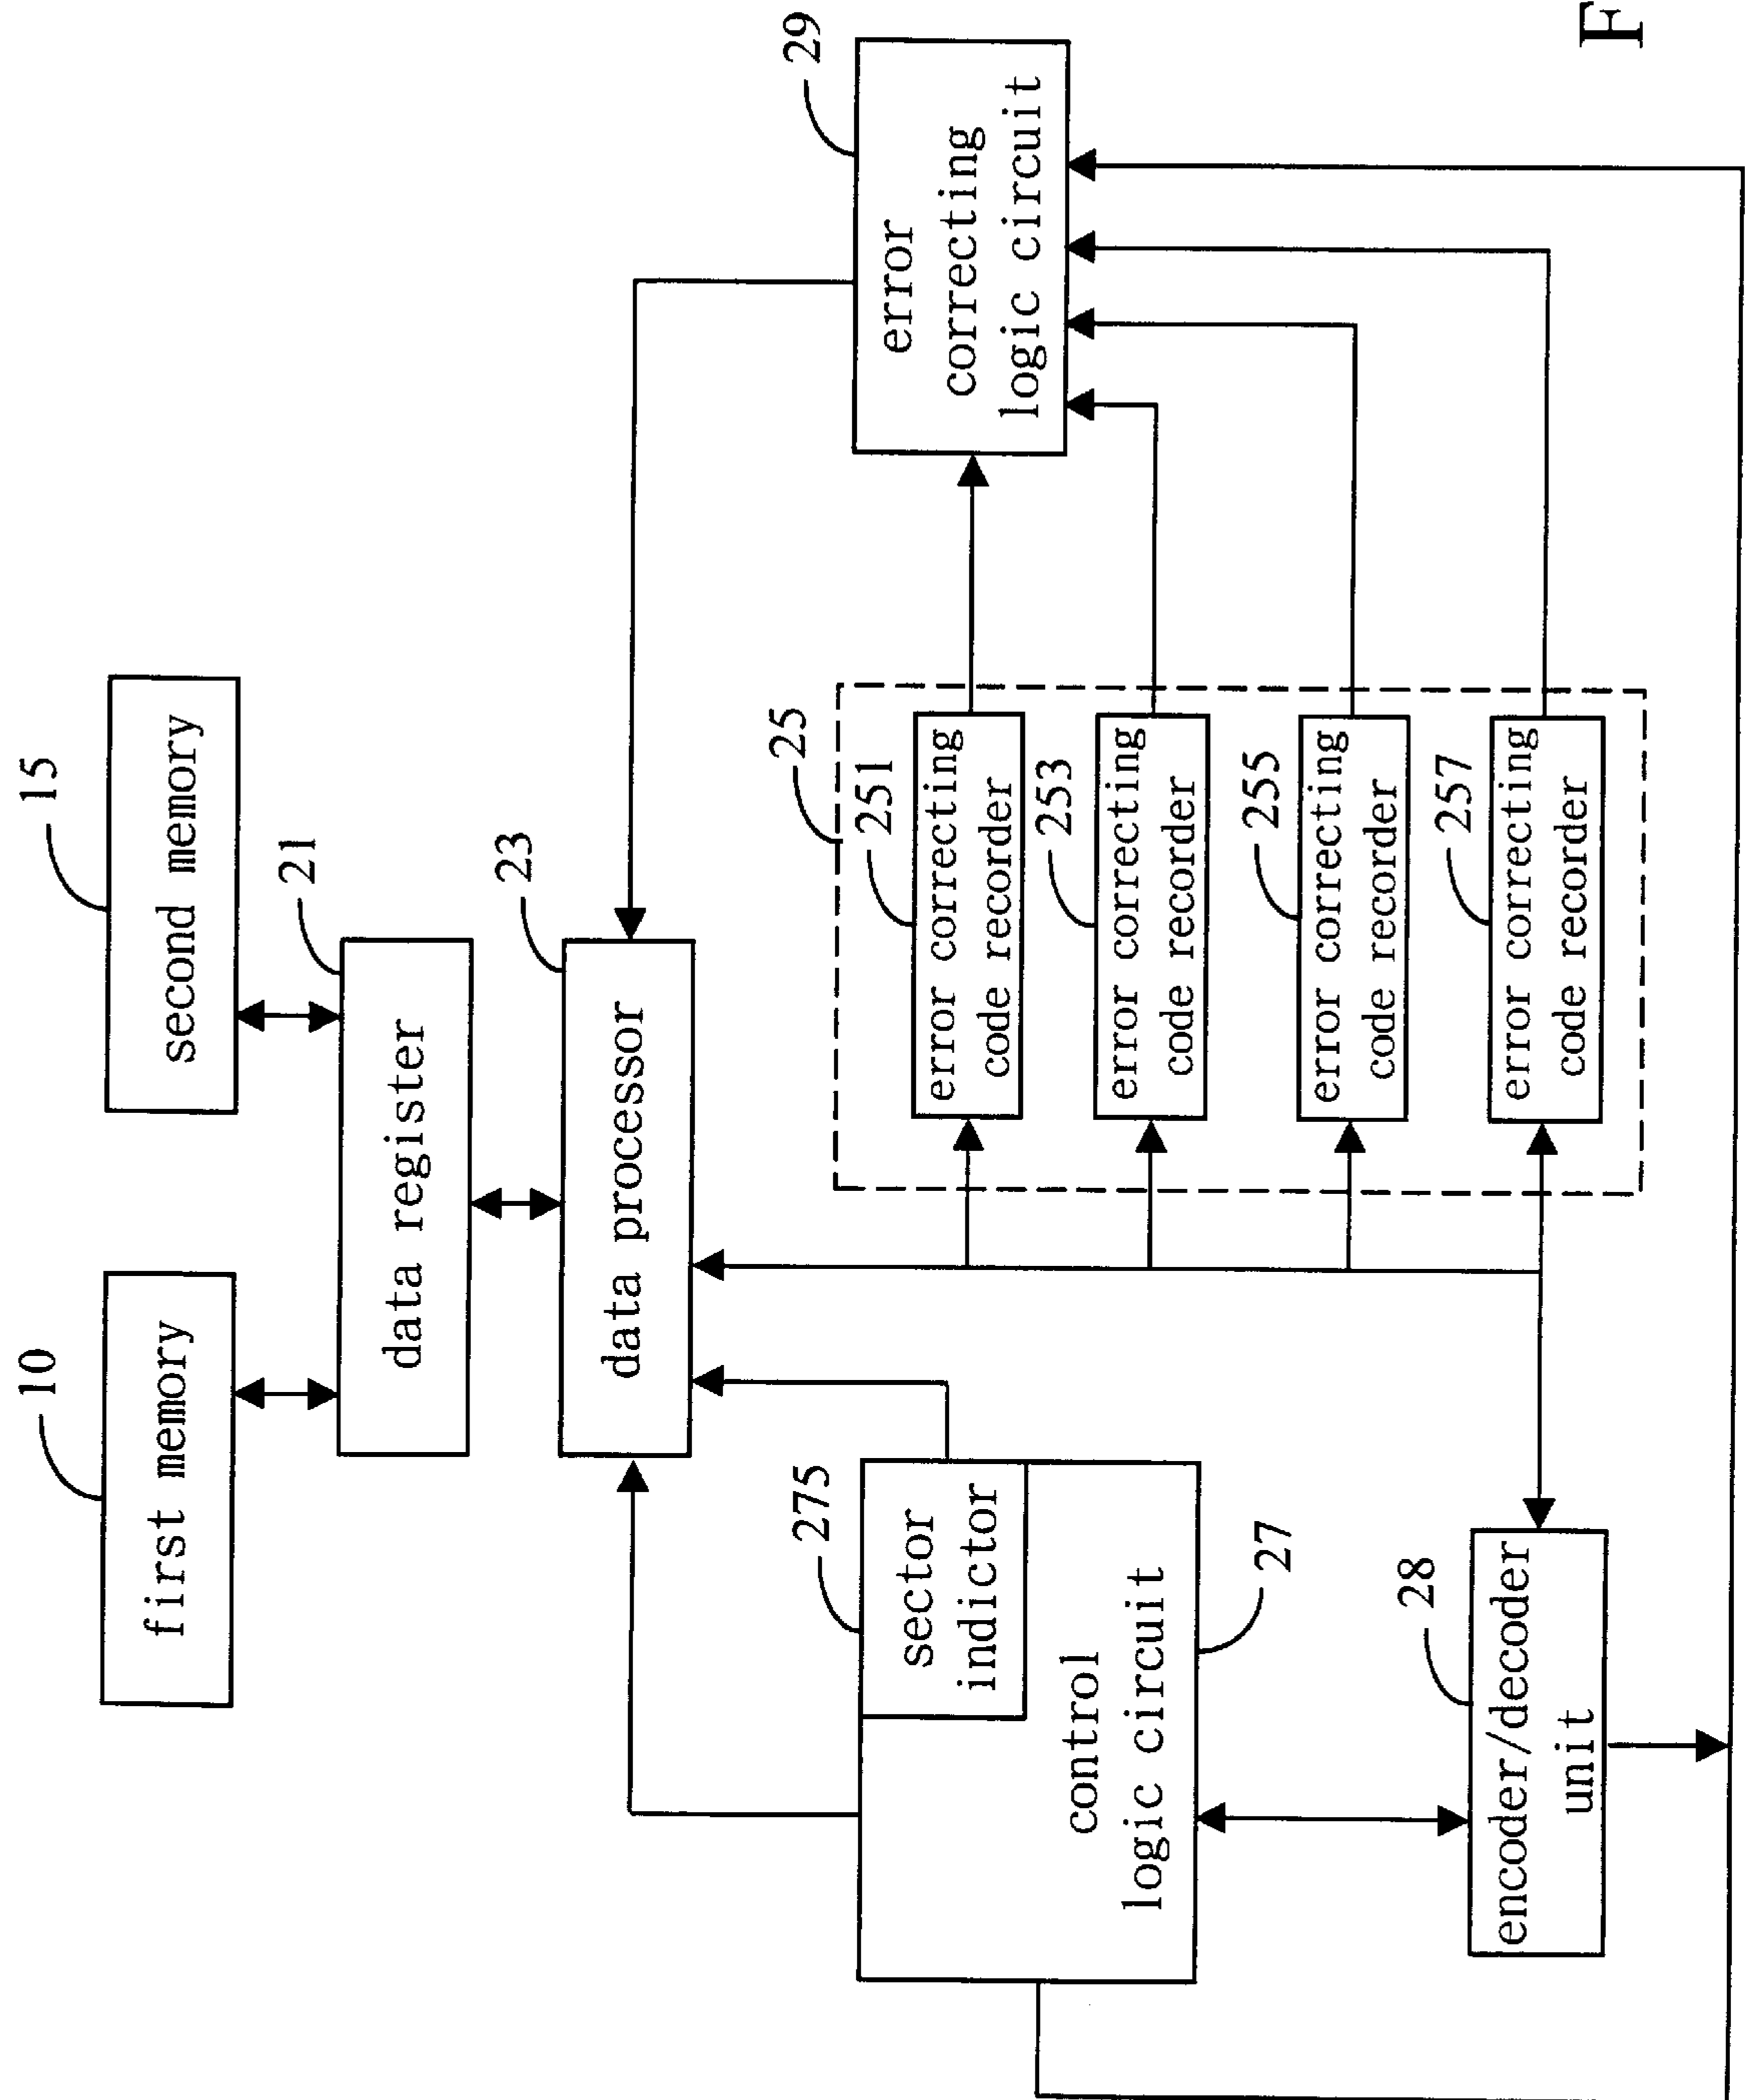 10
first memory
15
second memory
21
data register
23
data processor
275
sector
indictor
control
logic circuit
27
28
encoder/decoder
unit
25
251
error correcting
code recorder
253
error correcting
code recorder
255
error correcting
code recorder
257
error correcting
code recorder
29
error
correcting
logic circuit
F